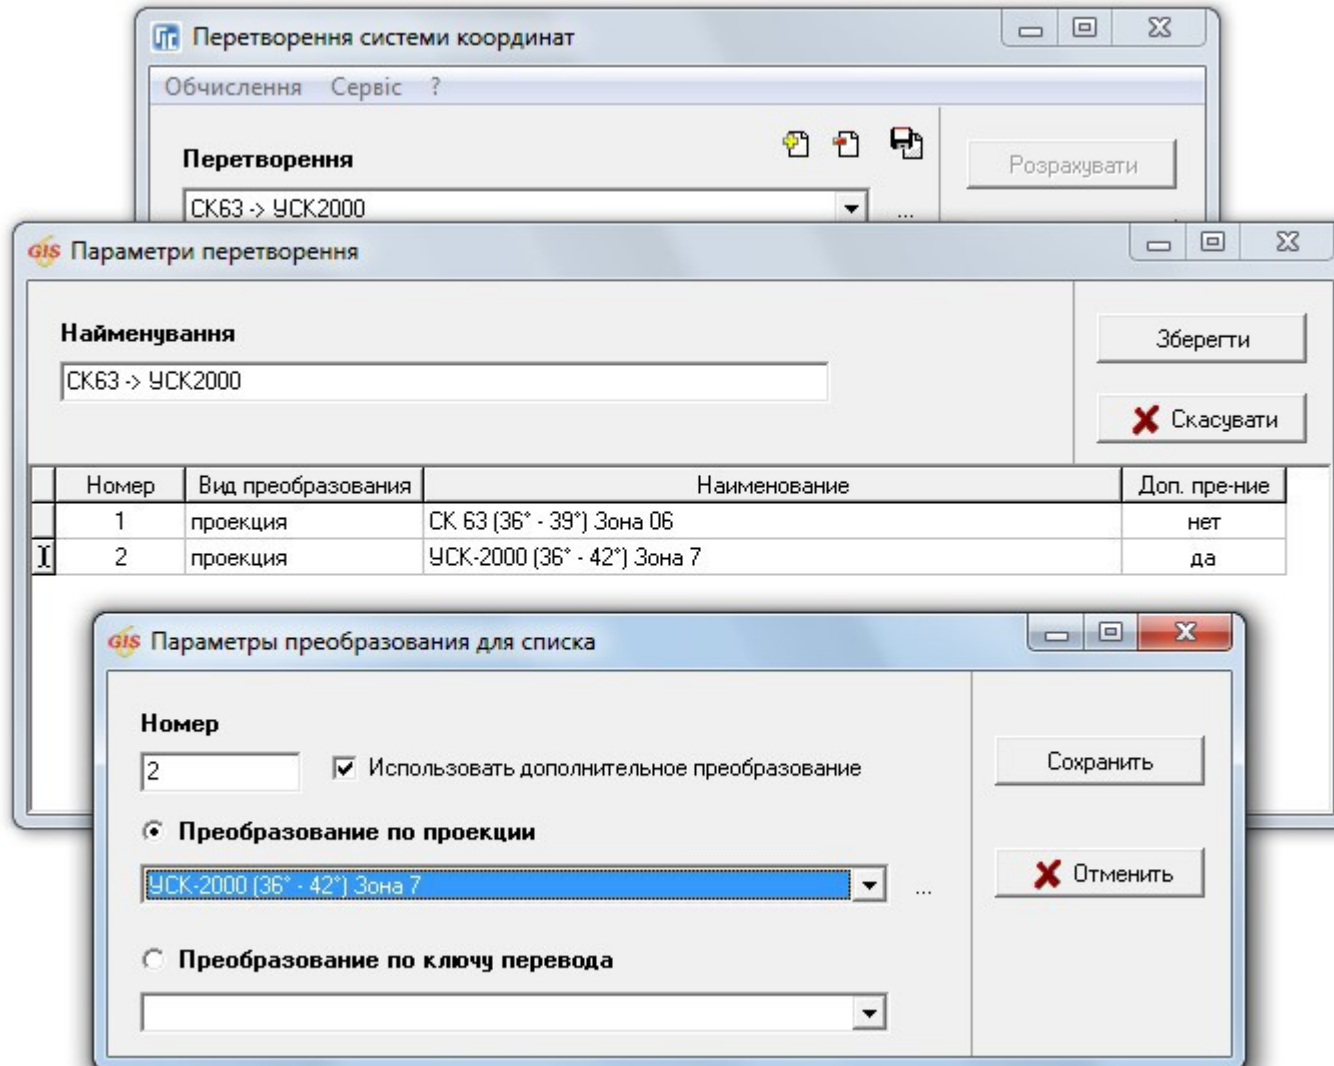 Перетворення системи координат
Обчислення Сервіс ?
Перетворення
Розрахувати
СК63 -> УСК2000 ...
GIS Параметри перетворення
Найменування
Зберегти
СК63 -> УСК2000
Скасувати
Номер Вид преобразования Наименование Доп. пре-ние
1 проекция СК 63 (36° - 39°) Зона 06 нет
2 проекция УСК-2000 (36° - 42°) Зона 7 да
GIS Параметры преобразования для списка
Номер
2 Использовать дополнительное преобразование Сохранить
Преобразование по проекции
УСК-2000 (36° - 42°) Зона 7 ... Отменить
Преобразование по ключу перевода